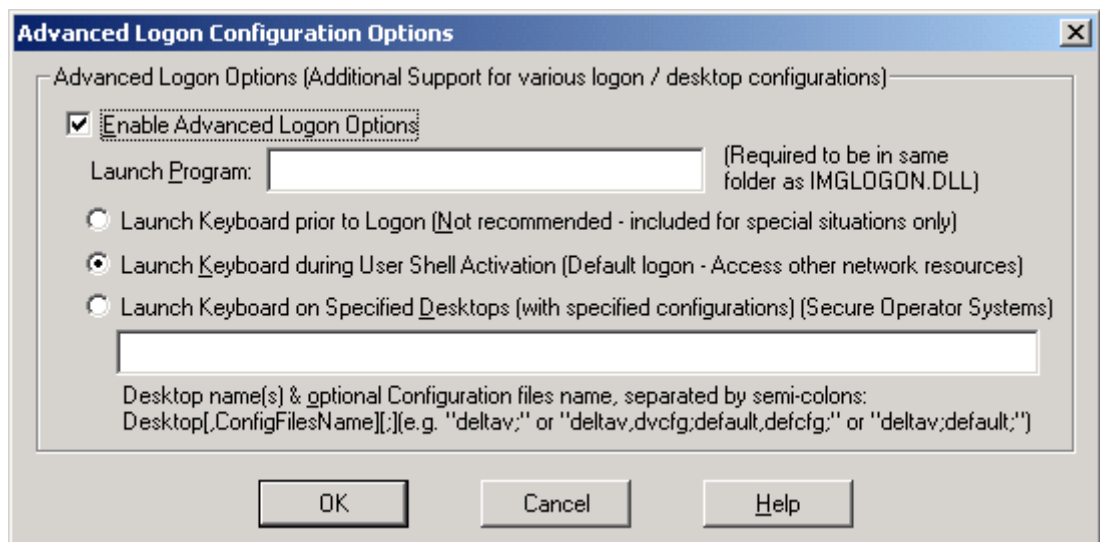 Advanced Logon Configuration Options
Advanced Logon Options (Additional Support for various logon / desktop configurations)
Enable Advanced Logon Options
Launch Program:
(Required to be in same
folder as IMGLOGON.DLL)
Launch Keyboard prior to Logon (Not recommended - included for special situations only)
Launch Keyboard during User Shell Activation (Default logon - Access other network resources)
Launch Keyboard on Specified Desktops (with specified configurations) (Secure Operator Systems)
Desktop name(s) & optional Configuration files name, separated by semi-colons:
Desktop[,ConfigFilesName][;](e.g. "deltav;" or "deltav,dvcfg;default,defcfg;" or "deltav;default;")
OK Cancel Help